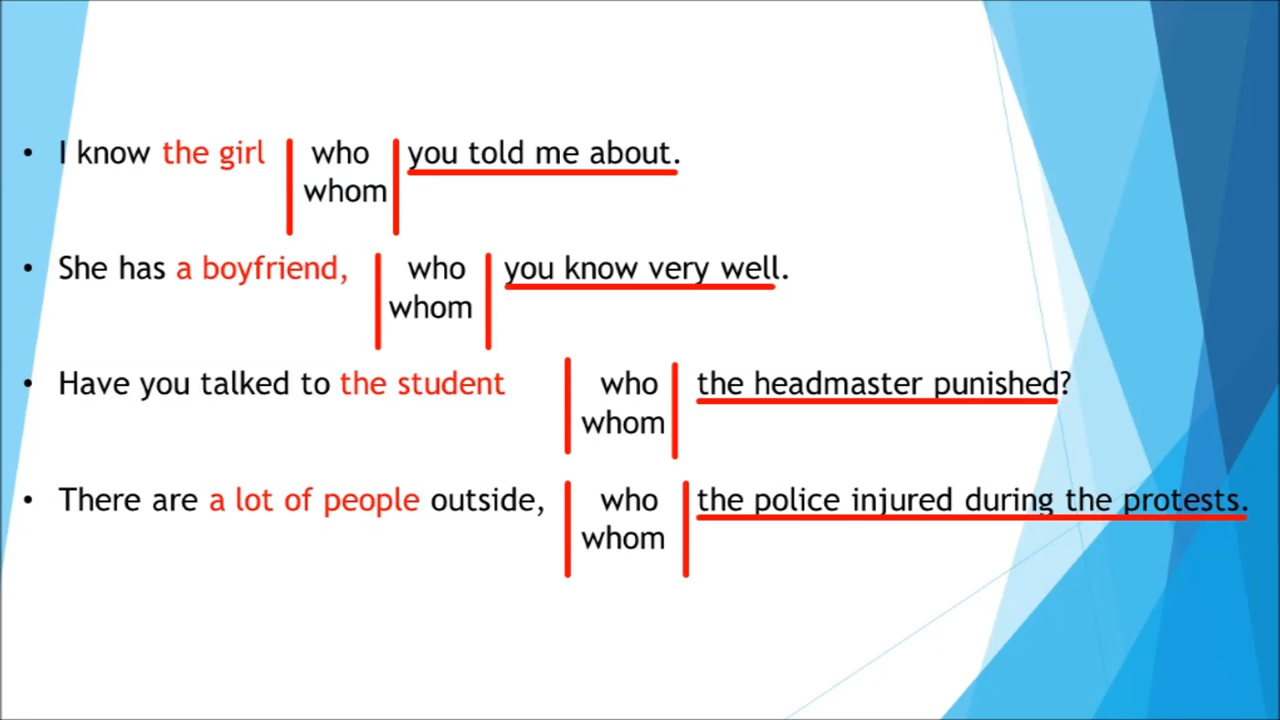 • I know the girl who you told me about.
whom
• She has a boyfriend, who you know very well.
whom
• Have you talked to the student who the headmaster punished?
whom
• There are a lot of people outside, who the police injured during the protests.
whom